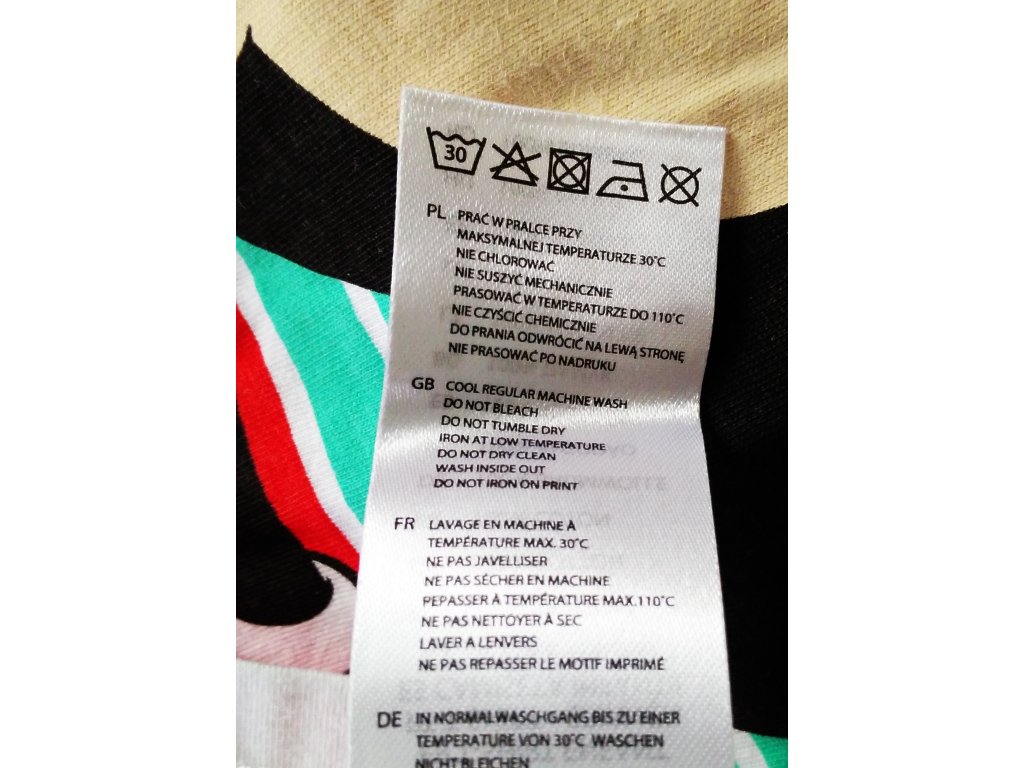 30
PL PRAĆ W PRALCE PRZY
MAKSYMALNEJ TEMPERATURZE 30°C
NIE CHLOROWAĆ
NIE SUSZYĆ MECHANICZNIE
PRASOWAĆ W TEMPERATURZE DO 110°C
NIE CZYŚCIĆ CHEMICZNIE
DO PRANIA ODWRÓCIĆ NA LEWĄ STRONĘ
NIE PRASOWAĆ PO NADRUKU
GB COOL REGULAR MACHINE WASH
DO NOT BLEACH
DO NOT TUMBLE DRY
IRON AT LOW TEMPERATURE
DO NOT DRY CLEAN
WASH INSIDE OUT
DO NOT IRON ON PRINT
FR LAVAGE EN MACHINE À
TEMPÉRATURE MAX. 30°C
NE PAS JAVELLISER
NE PAS SÉCHER EN MACHINE
REPASSER À TEMPÉRATURE MAX.110°C
NE PAS NETTOYER À SEC
LAVER A LENVERS
NE PAS REPASSER LE MOTIF IMPRIMÉ
DE IN NORMALWASCHGANG BIS ZU EINER
TEMPERATURE VON 30°C WASCHEN
NICHT BLEICHEN